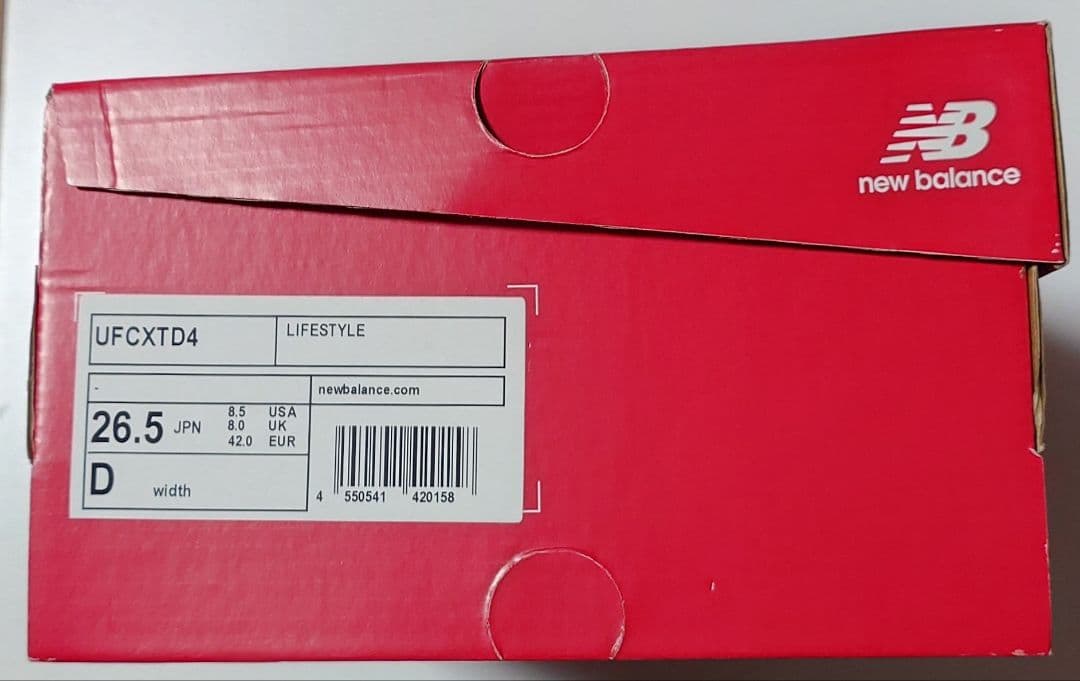 NB
new balance
UFCXTD4
LIFESTYLE
-
newbalance.com
26.5 JPN
8.5 USA
8.0 UK
42.0 EUR
D width
4 550541 420158